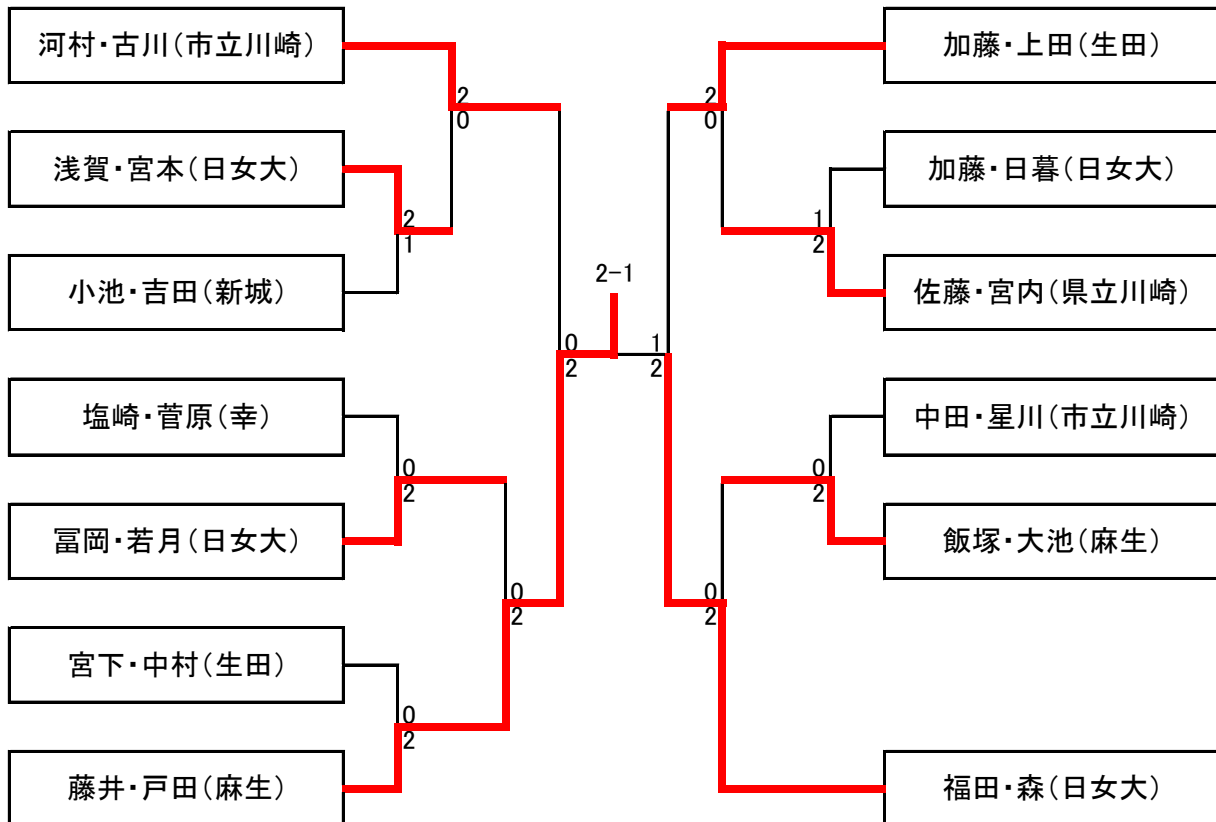 河村・古川(市立川崎)
浅賀・宮本(日女大)
小池・吉田(新城)
塩崎・菅原(幸)
冨岡・若月(日女大)
宮下・中村(生田)
藤井・戸田(麻生)
2
0
2
1
0
2
0
2
0
2
0
2
2-1
1
2
2
0
1
2
0
2
0
2
加藤・上田(生田)
加藤・日暮(日女大)
佐藤・宮内(県立川崎)
中田・星川(市立川崎)
飯塚・大池(麻生)
福田・森(日女大)